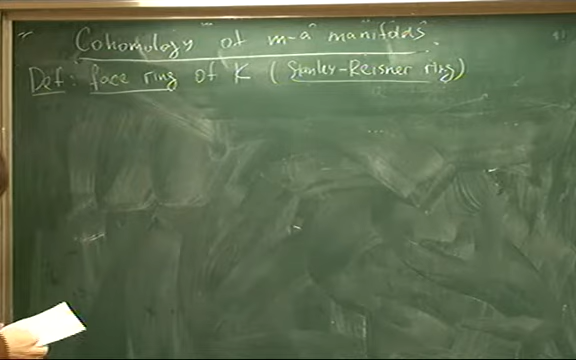 Cohomology of m-a manifolds.
Def: face ring of K (Stanley-Reisner ring)